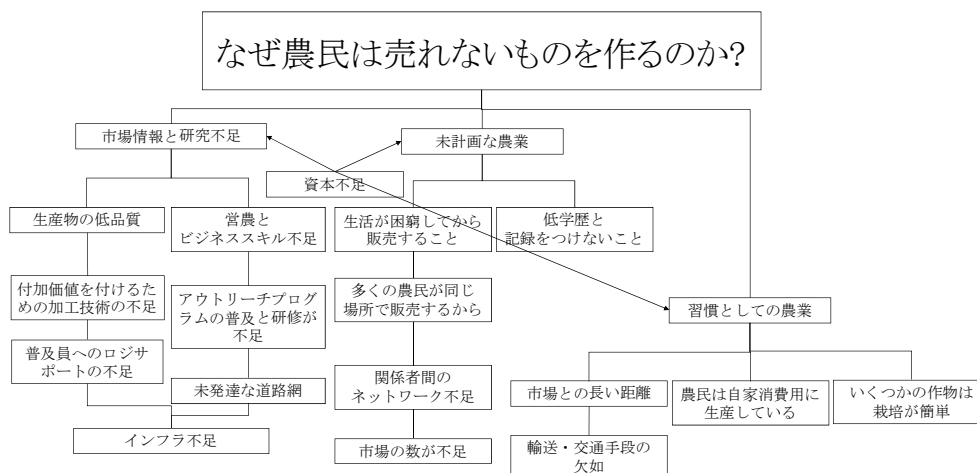 なぜ農民は売れないものを作るのか?
市場情報と研究不足
未計画な農業
資本不足
生産物の低品質
営農と
ビジネススキル不足
生活が困窮してから
販売すること
低学歴と
記録をつけないこと
付加価値を付けるた
めの加工技術の不足
アウトリーチプログ
ラムの普及と研修が
不足
多くの農民が同じ
場所で販売するから
習慣としての農業
普及員へのロジサ
ポートの不足
未発達な道路網
関係者間の
ネットワーク不足
市場との長い距離
農民は自家消費用に
生産している
いくつかの作物は
栽培が簡単
インフラ不足
市場の数が不足
輸送・交通手段の
欠如